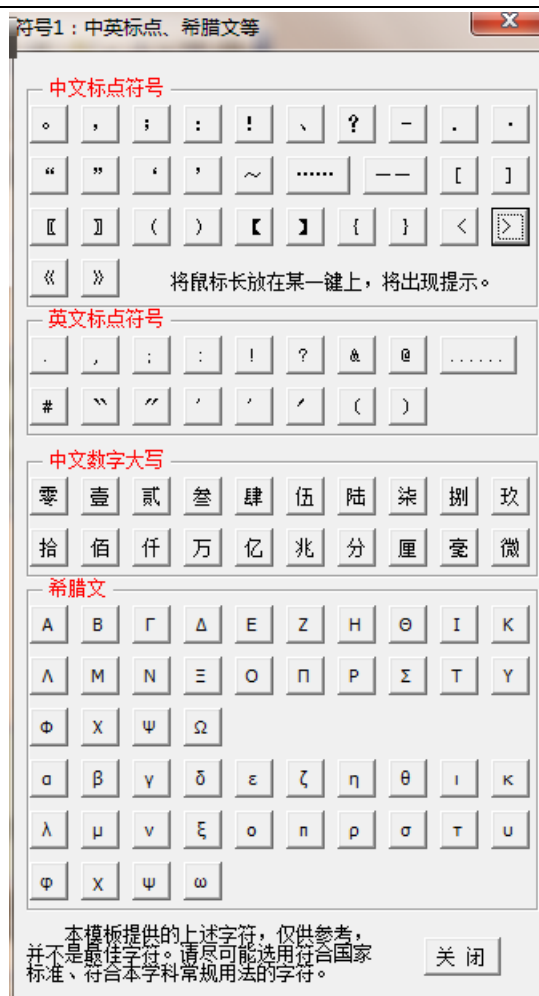 符号1：中英标点、希腊文等
X
中文标点符号
。 ， ； ： ！ 、 ？ － . ·
“ ” ‘ ’ ～ …… —— [ ]
〖 〗 （ ） 【 】 { } < >
《 》 将鼠标长放在某一键上，将出现提示。
英文标点符号
. , ; : ! ? & @ ......
# ‵‵ ′′ ′ ′ ˊ ( )
中文数字大写
零 壹 贰 叁 肆 伍 陆 柒 捌 玖
拾 佰 仟 万 亿 兆 分 厘 毫 微
希腊文
Α Β Γ Δ Ε Ζ Η Θ Ι Κ
Λ Μ Ν Ξ Ο Π Ρ Σ Τ Υ
Φ Χ Ψ Ω
α β γ δ ε ζ η θ ι κ
λ μ ν ξ ο π ρ σ τ υ
φ χ ψ ω
本模板提供的上述字符，仅供参考，
并不是最佳字符。请尽可能选用符合国家
标准、符合本学科常规用法的字符。
关 闭